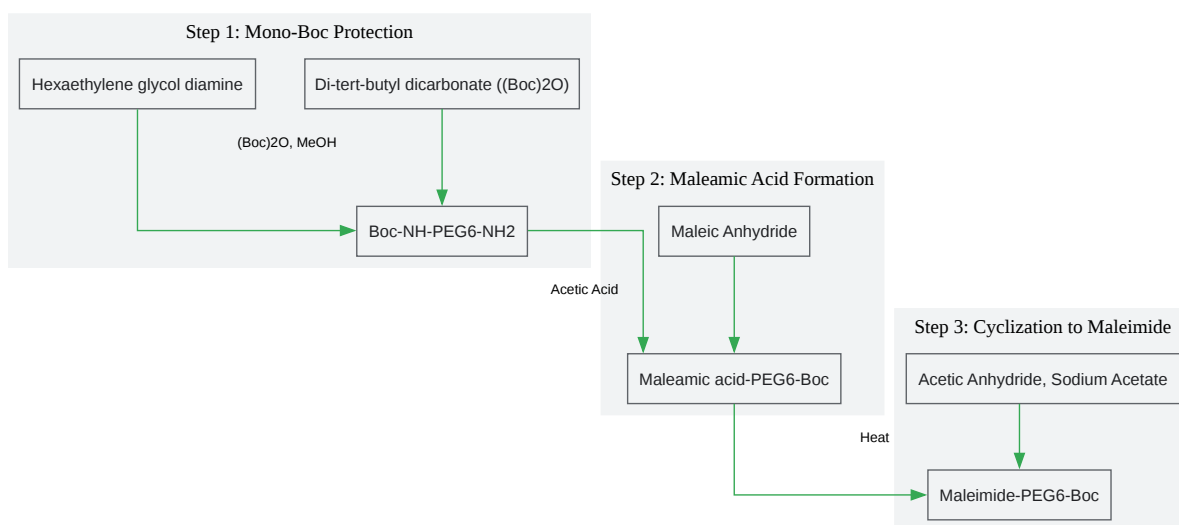 Step 1: Mono-Boc Protection
Hexaethylene glycol diamine
Di-tert-butyl dicarbonate ((Boc)2O)
(Boc)2O, MeOH
Boc-NH-PEG6-NH2
Step 2: Maleamic Acid Formation
Maleic Anhydride
Acetic Acid
Maleamic acid-PEG6-Boc
Step 3: Cyclization to Maleimide
Acetic Anhydride, Sodium Acetate
Heat
Maleimide-PEG6-Boc